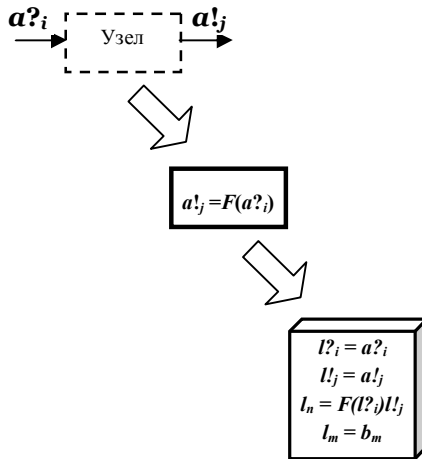 a?i Узел a!j
a!j =F(a?i)
l?i = a?i
l!j = a!j
ln = F(l?i)l!j
lm = bm